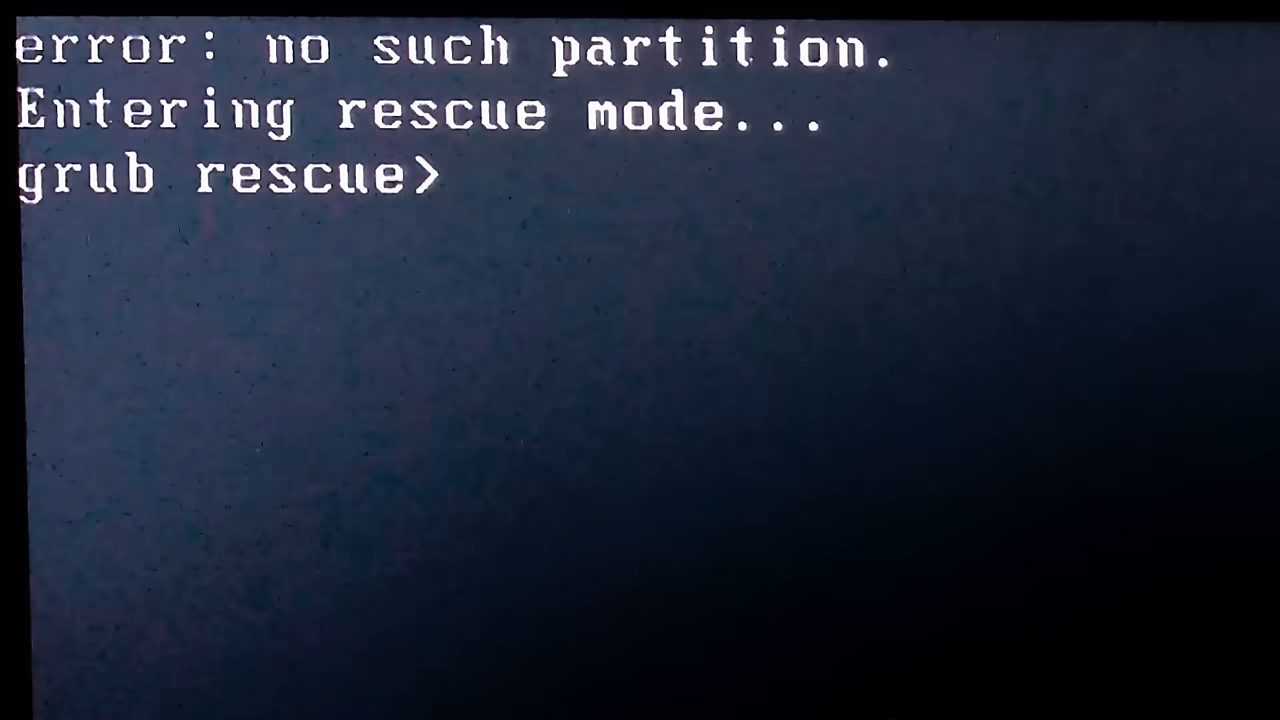 error: no such partition.
Entering rescue mode...
grub rescue>